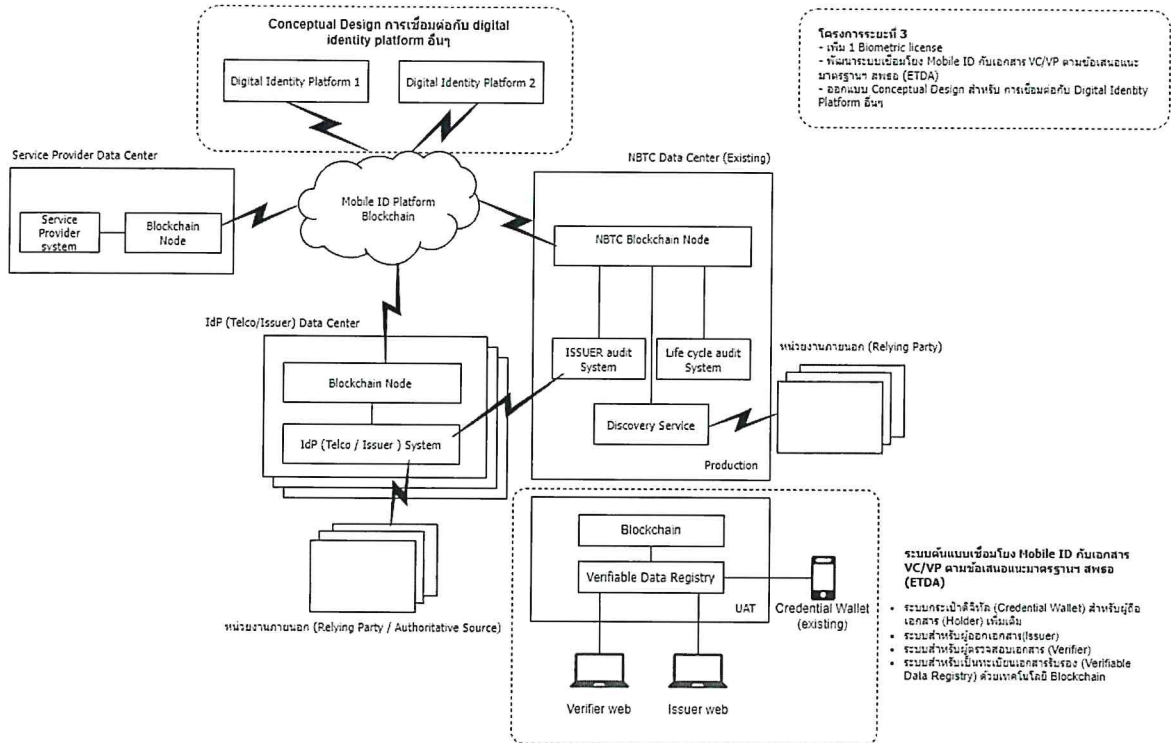 Conceptual Design การเชื่อมต่อกับ digital
identity platform อื่นๆ
Digital Identity Platform 1
Digital Identity Platform 2
โครงการระยะที่ 3
- เพิ่ม 1 Biometric license
- พัฒนาระบบเชื่อมโยง Mobile ID กับเอกสาร VC/VP ตามข้อเสนอแนะ
มาตรฐานฯ สพธอ (ETDA)
- ออกแบบ Conceptual Design สำหรับ การเชื่อมต่อกับ Digital Identity
Platform อื่นๆ
Service Provider Data Center
Service
Provider
system
Blockchain
Node
Mobile ID Platform
Blockchain
NBTC Data Center (Existing)
NBTC Blockchain Node
ISSUER audit
System
Life cycle audit
System
Discovery Service
Production
หน่วยงานภายนอก (Relying Party)
IdP (Telco/Issuer) Data Center
Blockchain Node
IdP (Telco / Issuer ) System
หน่วยงานภายนอก (Relying Party / Authoritative Source)
Blockchain
Verifiable Data Registry
UAT
Credential Wallet
(existing)
Verifier web
Issuer web
ระบบต้นแบบเชื่อมโยง Mobile ID กับเอกสาร
VC/VP ตามข้อเสนอแนะมาตรฐานฯ สพธอ
(ETDA)
• ระบบกระเป๋าดิจิทัล (Credential Wallet) สำหรับผู้ถือ
เอกสาร (Holder) เพิ่มเติม
• ระบบสำหรับผู้ออกเอกสาร(Issuer)
• ระบบสำหรับผู้ตรวจสอบเอกสาร (Verifier)
• ระบบสำหรับเป็นทะเบียนเอกสารรับรอง (Verifiable
Data Registry) ด้วยเทคโนโลยี Blockchain